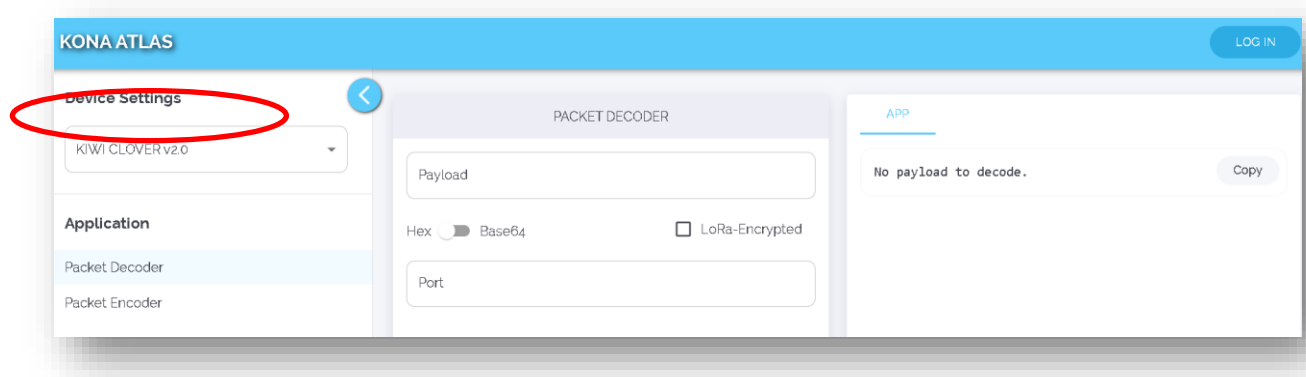 KONA ATLAS
LOG IN
Device Settings
KIWI CLOVER v2.0
Application
Packet Decoder
Packet Encoder
PACKET DECODER
Payload
Hex
Base64
LoRa-Encrypted
Port
APP
No payload to decode.
Copy